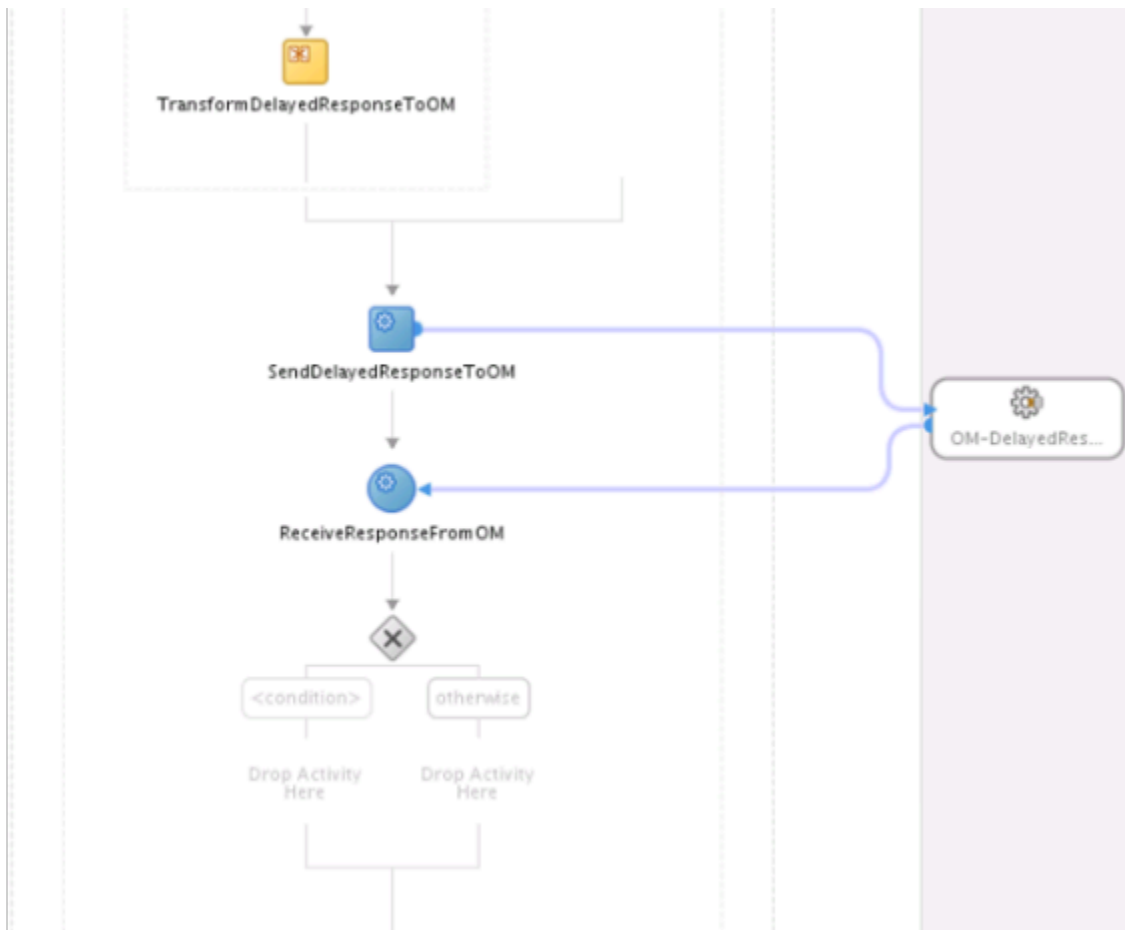 TransformDelayedResponseToOM
SendDelayedResponseToOM
OM-DelayedRes...
ReceiveResponseFromOM
<condition>
otherwise
Drop Activity
Here
Drop Activity
Here